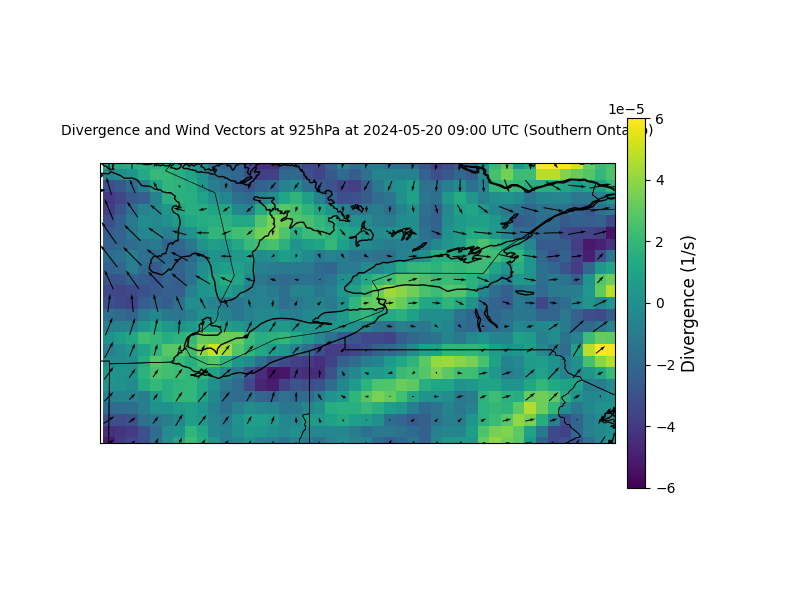 1e−5
Divergence and Wind Vectors at 925hPa at 2024-05-20 09:00 UTC (Southern Onta o)
6
4
2
0
−2
−4
−6
Divergence (1/s)